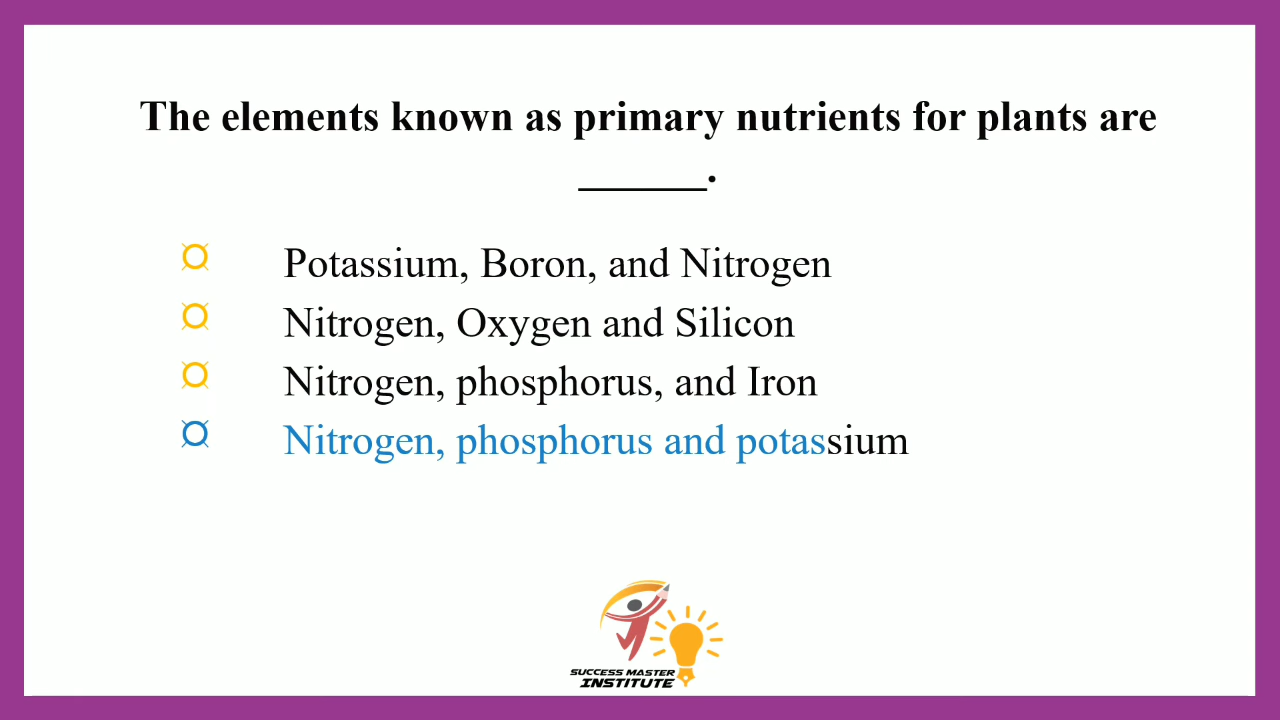 The elements known as primary nutrients for plants are
______.
¤ Potassium, Boron, and Nitrogen
¤ Nitrogen, Oxygen and Silicon
¤ Nitrogen, phosphorus, and Iron
¤ Nitrogen, phosphorus and potassium
SUCCESS MASTER
INSTITUTE